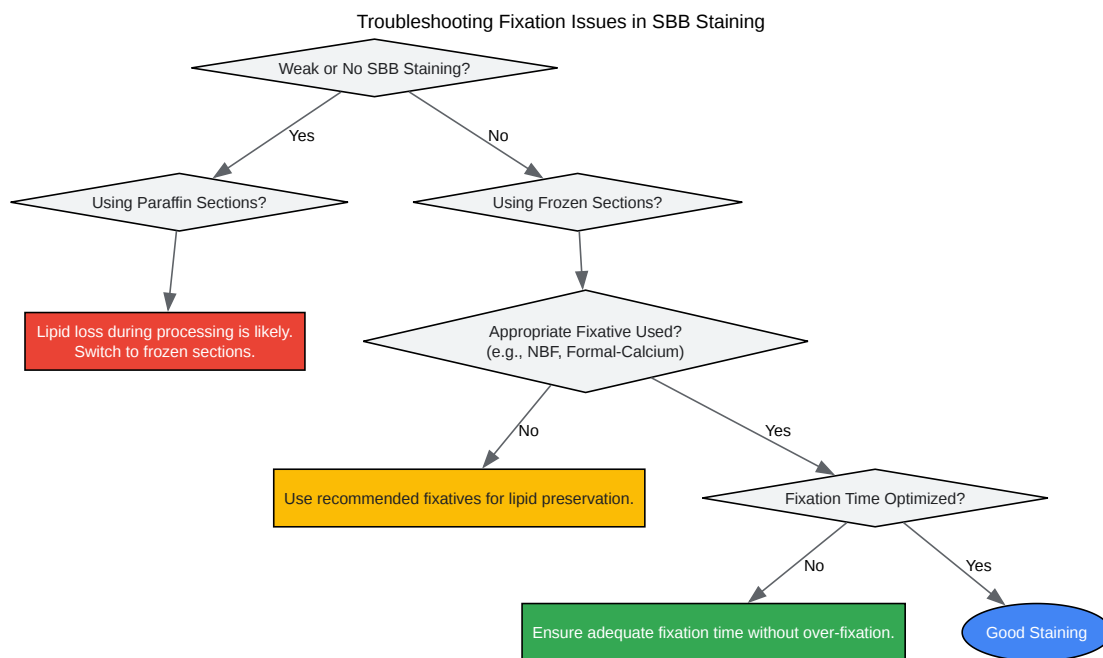 Troubleshooting Fixation Issues in SBB Staining
Weak or No SBB Staining?
Yes
No
Using Paraffin Sections?
Using Frozen Sections?
Lipid loss during processing is likely.
Switch to frozen sections.
Appropriate Fixative Used?
(e.g., NBF, Formal-Calcium)
No
Yes
Use recommended fixatives for lipid preservation.
Fixation Time Optimized?
No
Yes
Ensure adequate fixation time without over-fixation.
Good Staining